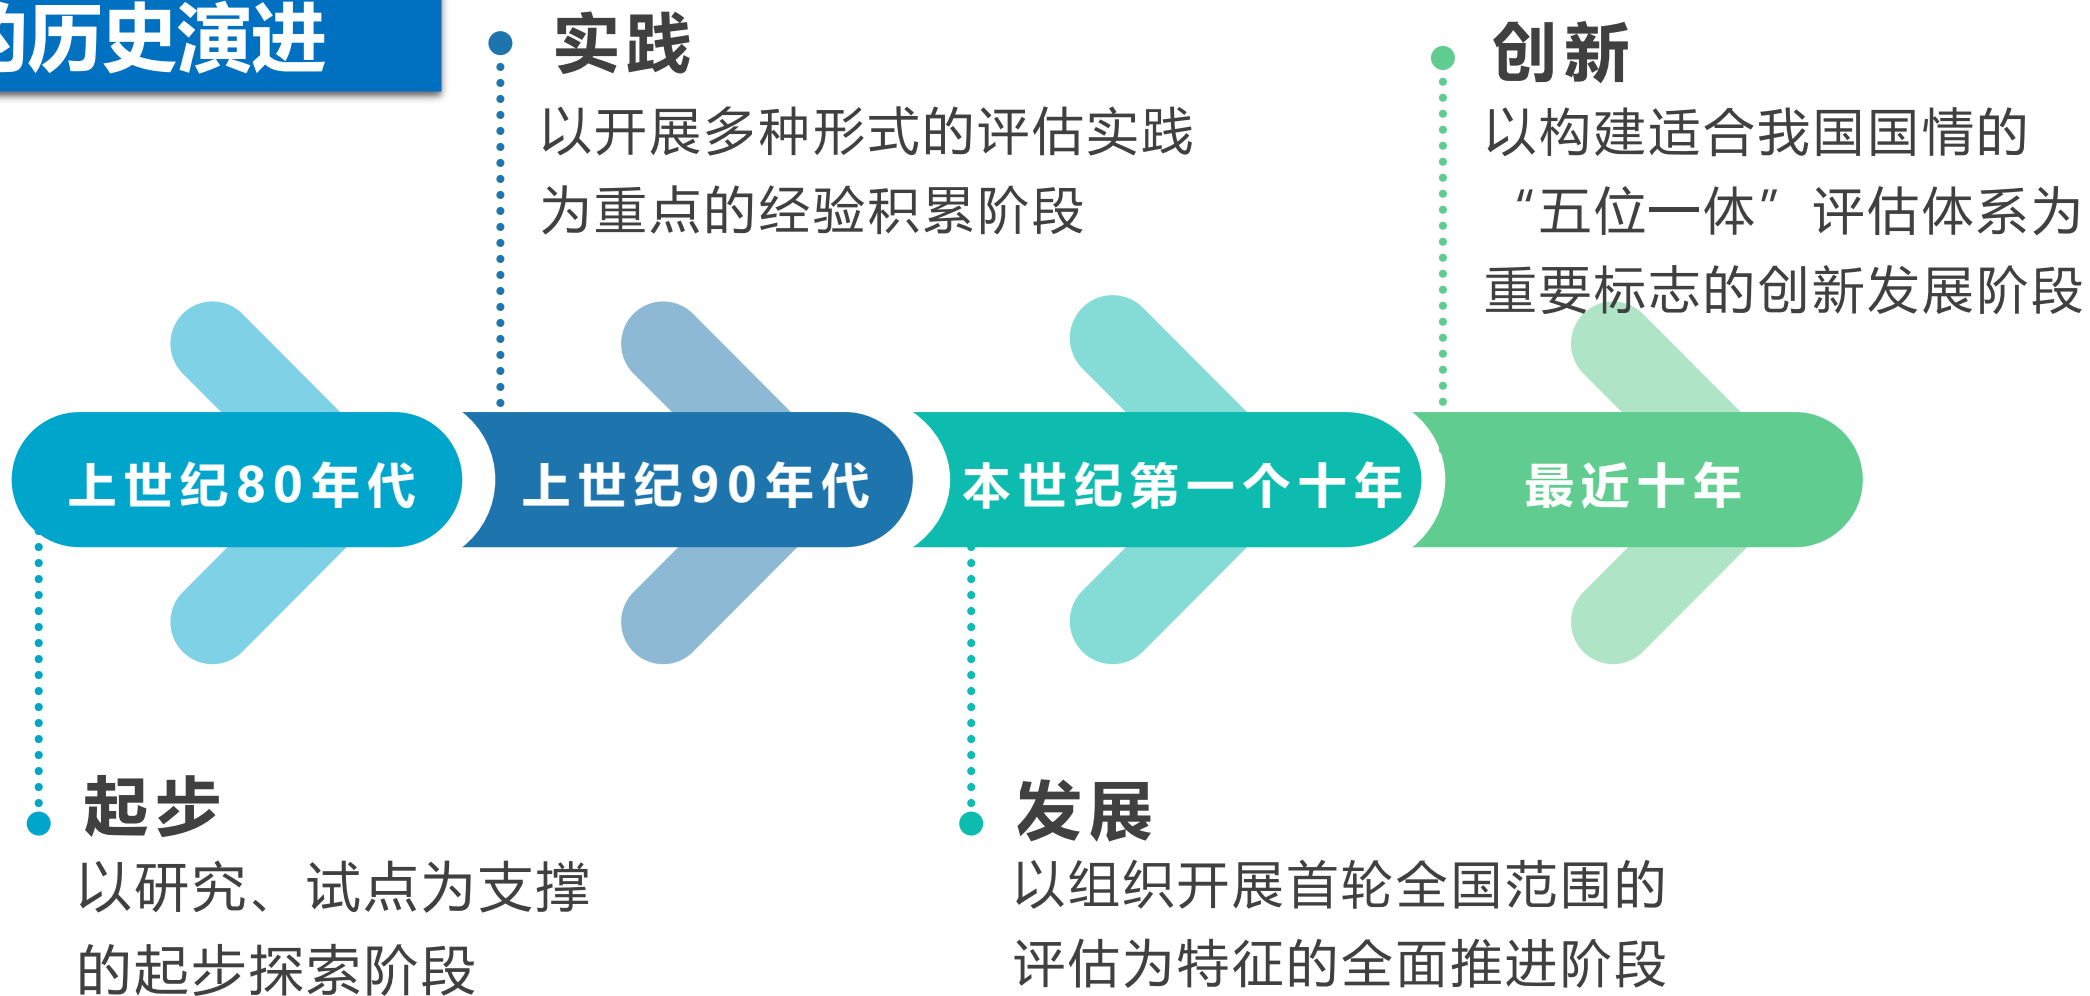 的历史演进
实践
以开展多种形式的评估实践
为重点的经验积累阶段
创新
以构建适合我国国情的
“五位一体”评估体系为
重要标志的创新发展阶段
上世纪80年代
上世纪90年代
本世纪第一个十年
最近十年
起步
以研究、试点为支撑
的起步探索阶段
发展
以组织开展首轮全国范围的
评估为特征的全面推进阶段